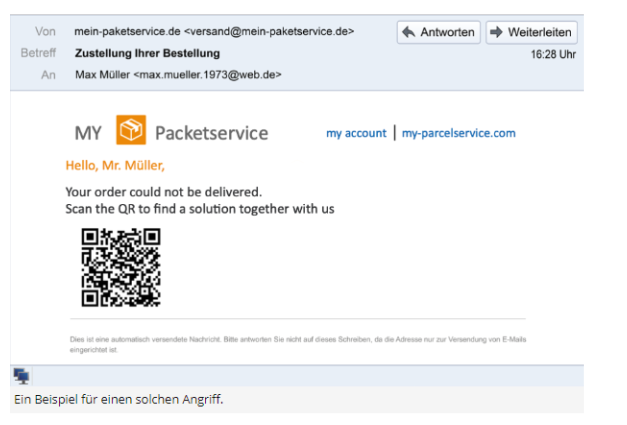 Von mein-paketservice.de <versand@mein-paketservice.de> Antworten Weiterleiten
Betreff Zustellung Ihrer Bestellung 16:28 Uhr
An Max Müller <max.mueller.1973@web.de>
MY Packetservice my account | my-parcelservice.com
Hello, Mr. Müller,
Your order could not be delivered.
Scan the QR to find a solution together with us
Dies ist eine automatisch versendete Nachricht. Bitte antworten Sie nicht auf dieses Schreiben, da die Adresse nur zur Versendung von E-Mails
eingerichtet ist.
Ein Beispiel für einen solchen Angriff.